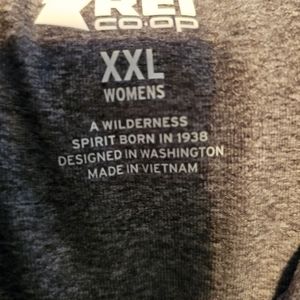 REI
CO·OP
XXL
WOMENS
A WILDERNESS
SPIRIT BORN IN 1938
DESIGNED IN WASHINGTON
MADE IN VIETNAM